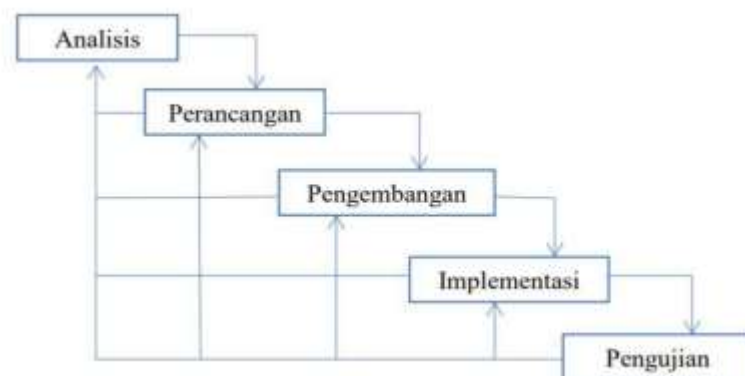 Analisis
Perancangan
Pengembangan
Implementasi
Pengujian